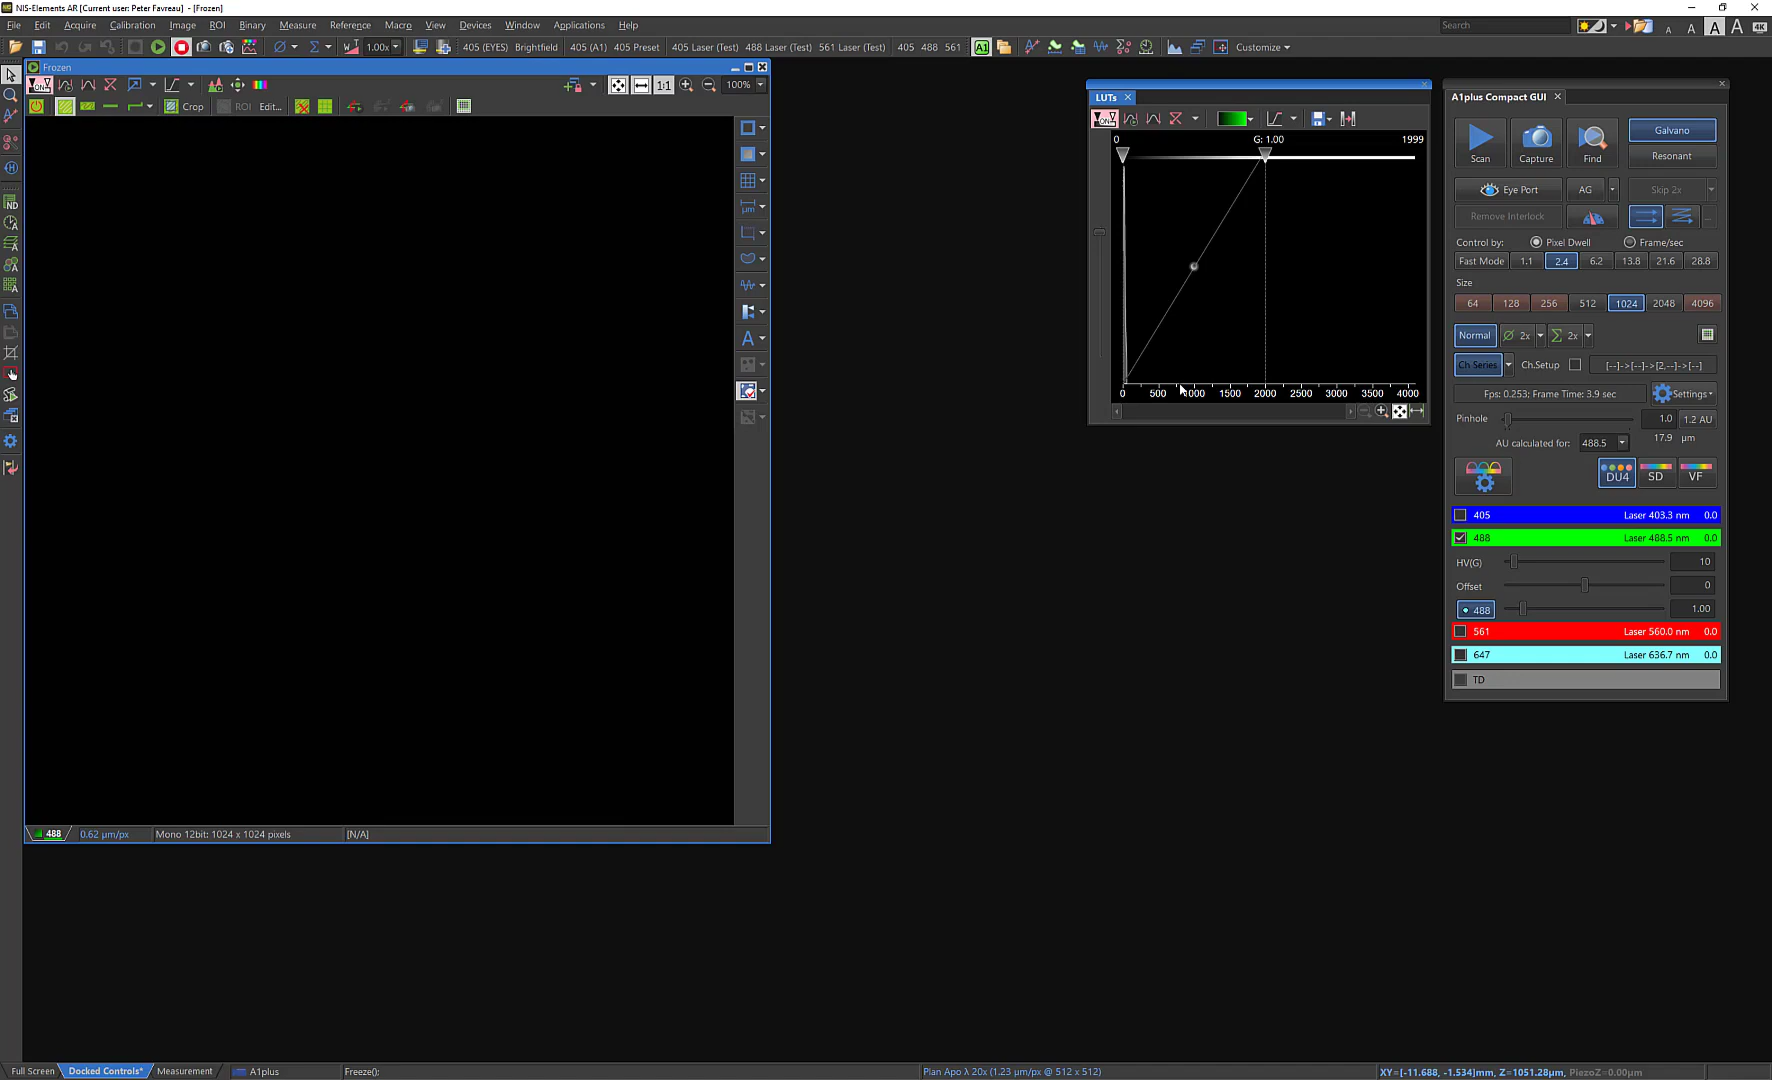 NIS-Elements AR [Current user: Peter Favreau] - [Frozen]
File Edit Acquire Calibration Image ROI Binary Measure Reference Macro View Devices Window Applications Help
Search
1.00x 405 (EYES) Brightfield 405 (A1) 405 Preset 405 Laser (Test) 488 Laser (Test) 561 Laser (Test) 405 488 561 A1 Customize
A A A A 4K
Frozen
ON 1:1 100%
Crop ROI Edit...
µm
A
ND
488 0.62 µm/px Mono 12bit: 1024 x 1024 pixels [N/A]
LUTs
ON
0 G: 1.00 1999
0 500 1000 1500 2000 2500 3000 3500 4000
A1plus Compact GUI
Scan Capture Find Galvano
Resonant
Eye Port AG Skip 2x
Remove Interlock
Control by: Pixel Dwell Frame/sec
Fast Mode 1.1 2.4 6.2 13.8 21.6 28.8
Size
64 128 256 512 1024 2048 4096
Normal 2x Σ 2x
Ch Series Ch.Setup [--]->[--]->[2,--]->[--]
Fps: 0.253; Frame Time: 3.9 sec Settings
Pinhole 1.0 1.2 AU
AU calculated for: 488.5 17.9 µm
DU4 SD VF
405 Laser 403.3 nm 0.0
488 Laser 488.5 nm 0.0
HV(G) 10
Offset 0
488 1.00
561 Laser 560.0 nm 0.0
647 Laser 636.7 nm 0.0
TD
Full Screen Docked Controls* Measurement A1plus Freeze(); Plan Apo λ 20x (1.23 µm/px @ 512 x 512) XY=[-11.688, -1.534]mm, Z=1051.28µm, PiezoZ=0.00µm